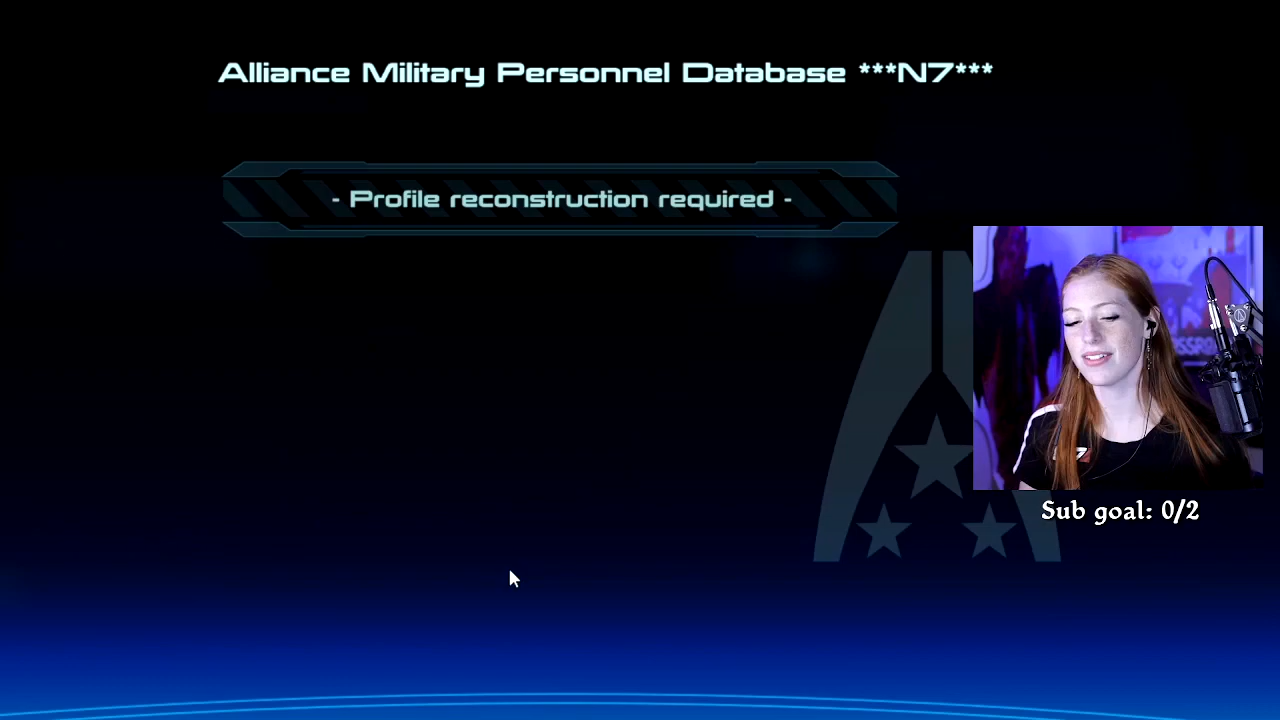 Alliance Military Personnel Database ***N7***
- Profile reconstruction required -
Sub goal: 0/2